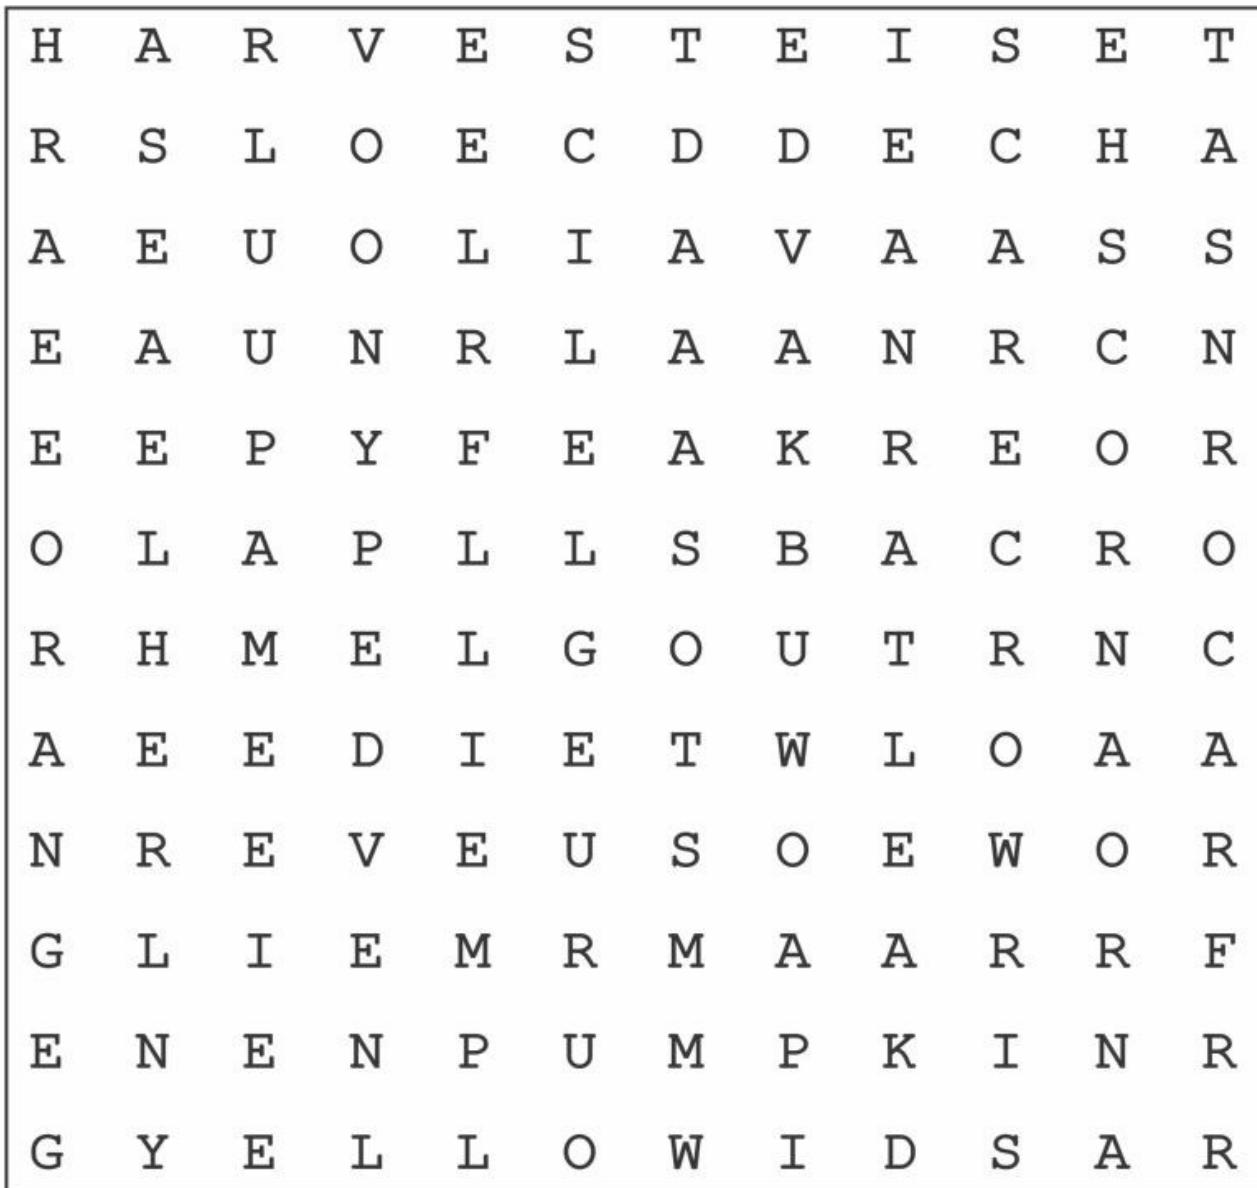 H A R V E S T E I S E T
R S L O E C D D E C H A
A E U O L I A V A A S S
E A U N R L A A N R C N
E E P Y F E A K R E O R
O L A P L L S B A C R O
R H M E L G O U T R N C
A E E D I E T W L O A A
N R E V E U S O E W O R
G L I E M R M A A R R F
E N E N P U M P K I N R
G Y E L L O W I D S A R